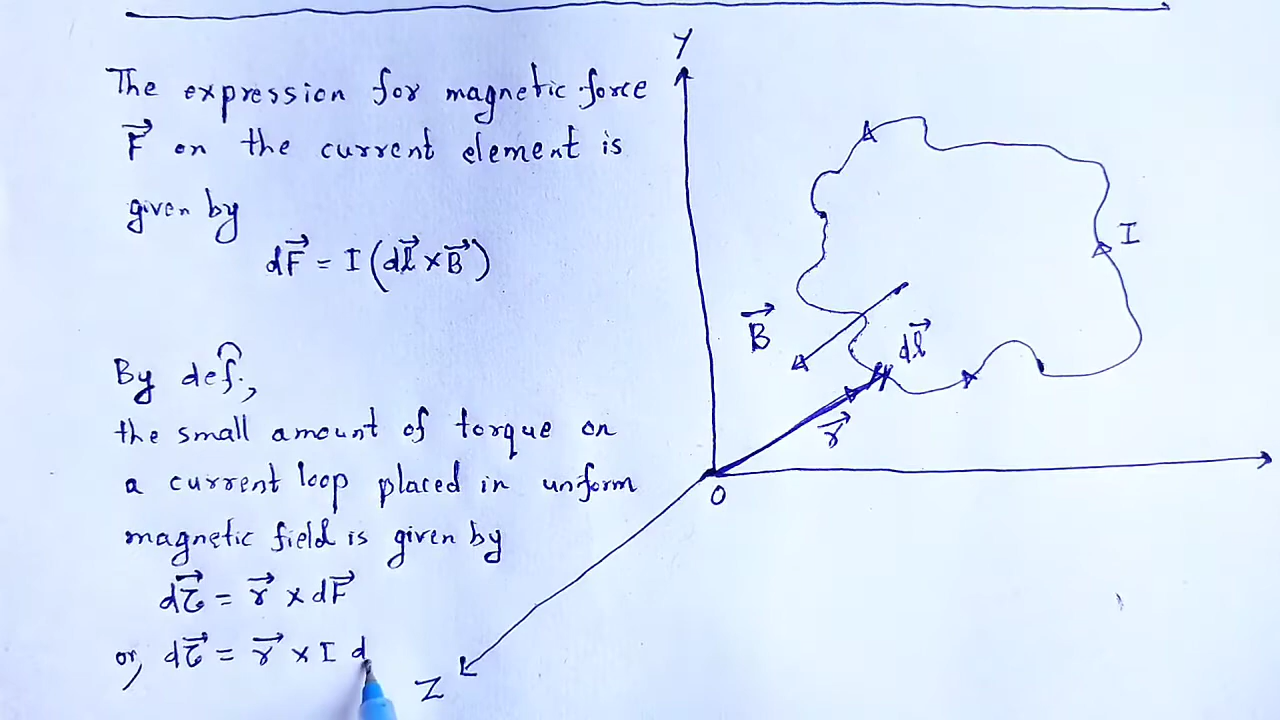 The expression for magnetic force
F⃗ on the current element is
given by
dF⃗ = I (dl⃗ × B⃗)
By def.,
the small amount of torque on
a current loop placed in unform
magnetic field is given by
dτ⃗ = r⃗ × dF⃗
or, dτ⃗ = r⃗ × I d
Y
I
B⃗
dl⃗
r⃗
O
Z